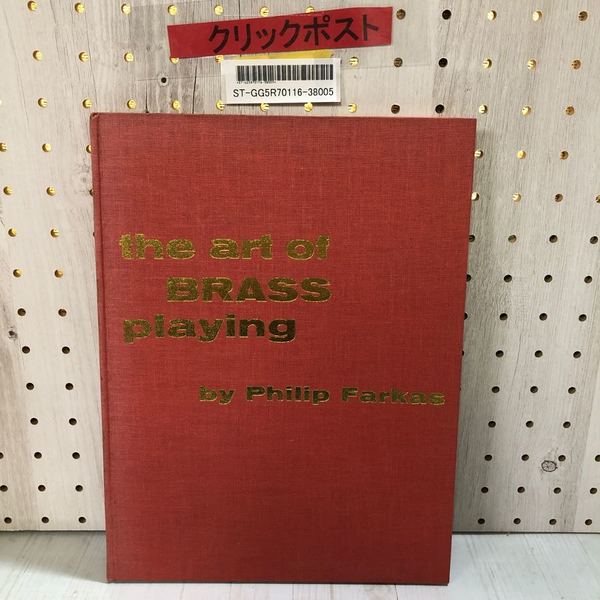 クリックポスト
ST-GG5R70116-38005
the art of
BRASS
playing
by Philip Farkas